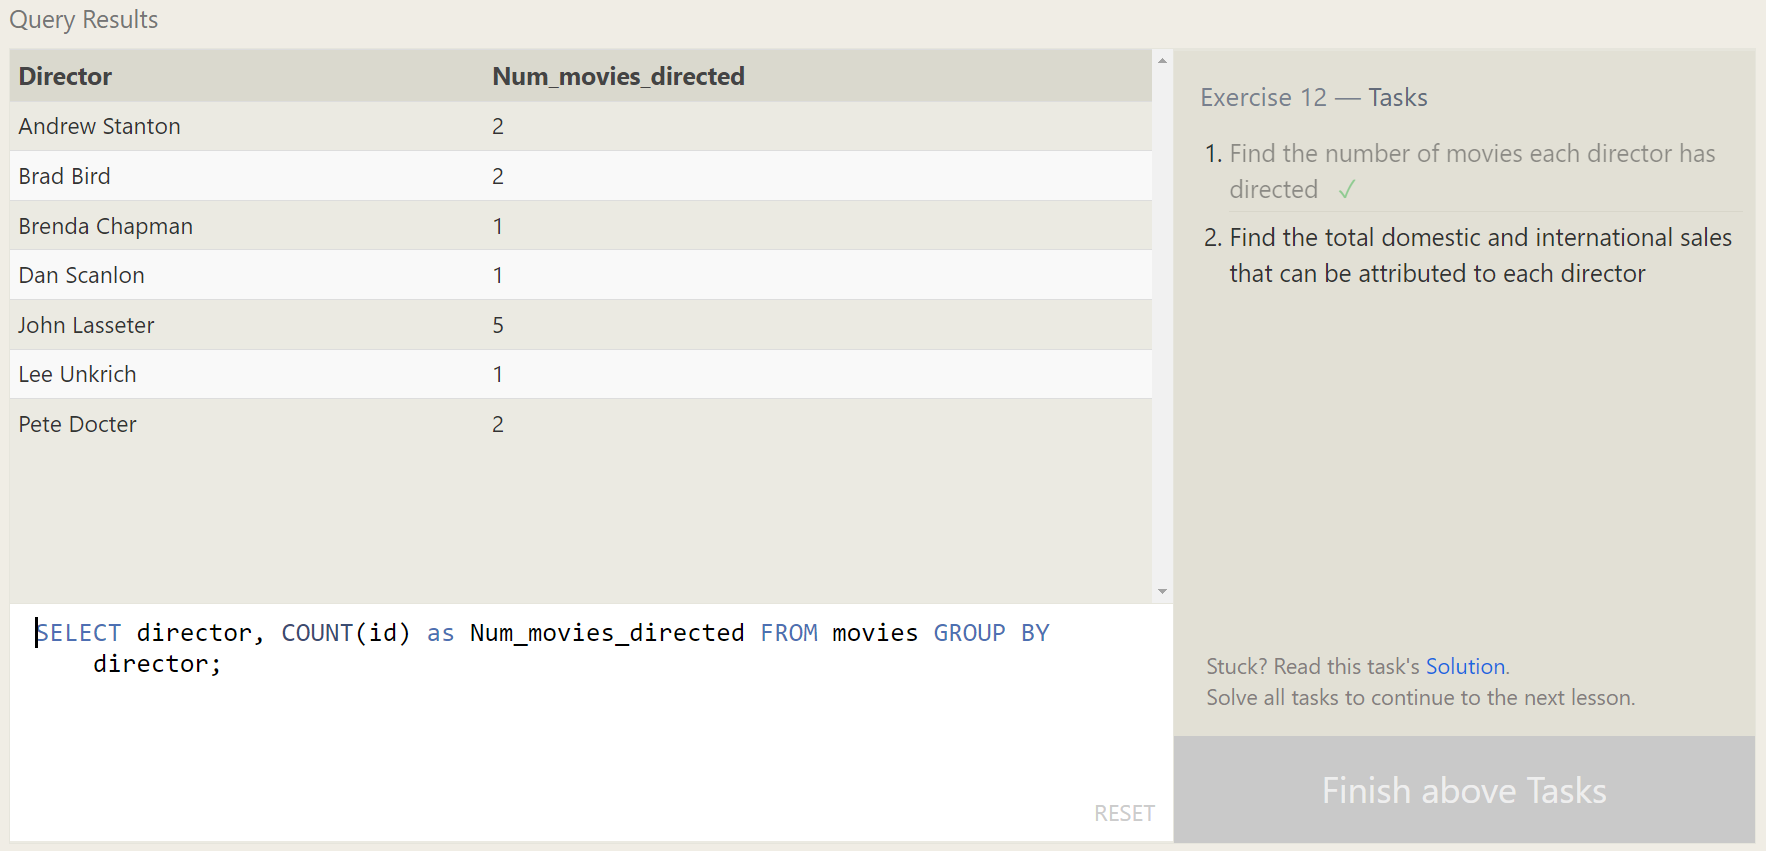 Query Results
Director Num_movies_directed
Andrew Stanton 2
Brad Bird 2
Brenda Chapman 1
Dan Scanlon 1
John Lasseter 5
Lee Unkrich 1
Pete Docter 2
SELECT director, COUNT(id) as Num_movies_directed FROM movies GROUP BY
director;
RESET
Exercise 12 — Tasks
1. Find the number of movies each director has
directed ✓
2. Find the total domestic and international sales
that can be attributed to each director
Stuck? Read this task's Solution.
Solve all tasks to continue to the next lesson.
Finish above Tasks